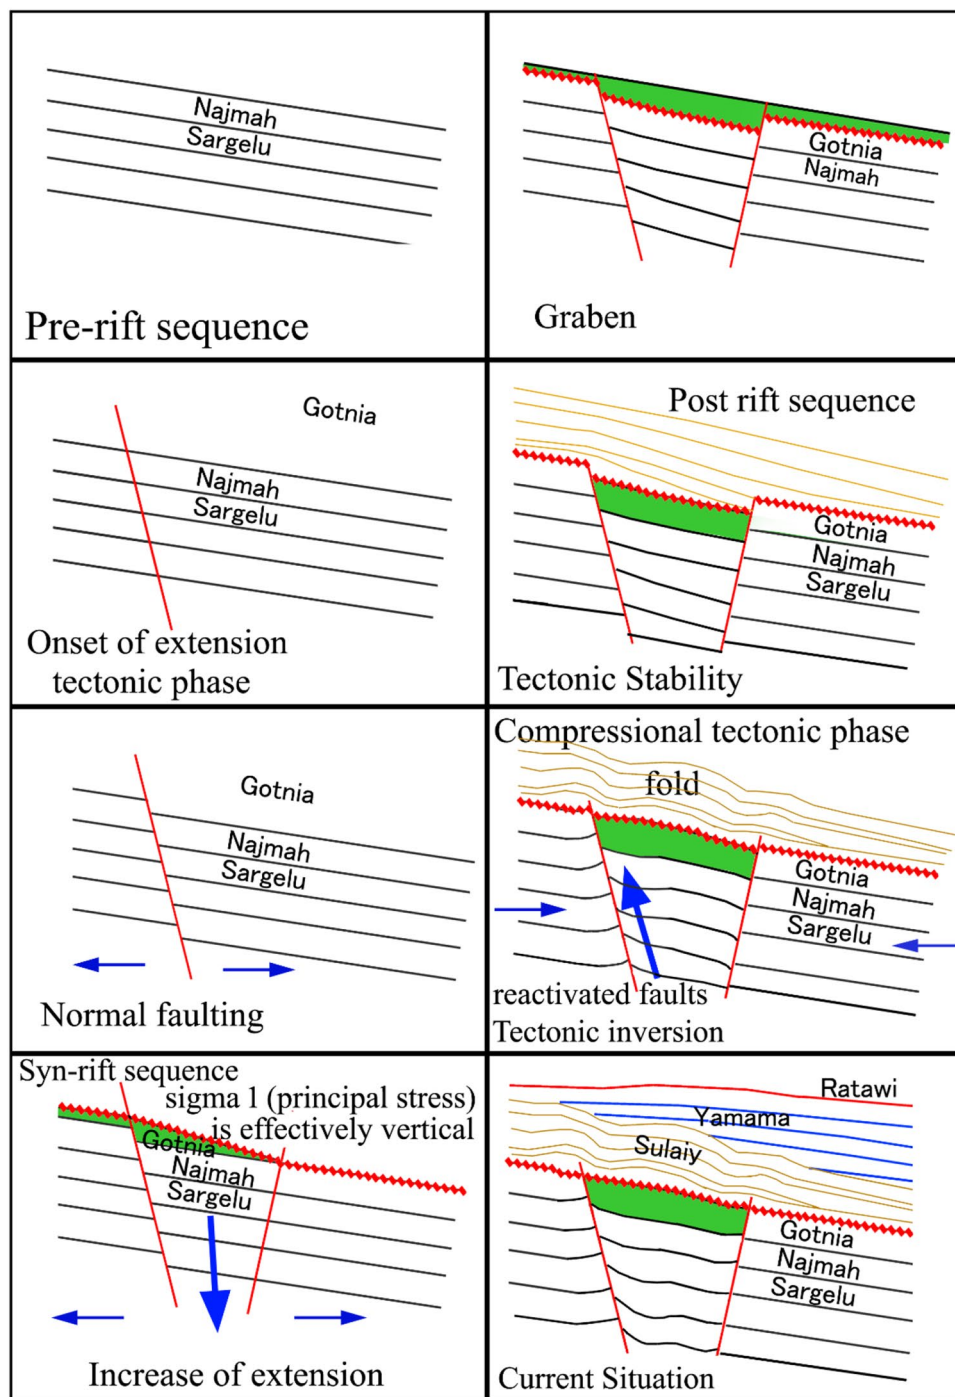 Najmah
Sargelu
Pre-rift sequence
Gotnia
Najmah
Sargelu
Onset of extension
tectonic phase
Gotnia
Najmah
Sargelu
Normal faulting
Syn-rift sequence
sigma 1 (principal stress)
is effectively vertical
Gotnia
Najmah
Sargelu
Increase of extension
Gotnia
Najmah
Graben
Post rift sequence
Gotnia
Najmah
Sargelu
Tectonic Stability
Compressional tectonic phase
fold
Gotnia
Najmah
Sargelu
reactivated faults
Tectonic inversion
Ratawi
Yamama
Sulaiy
Gotnia
Najmah
Sargelu
Current Situation